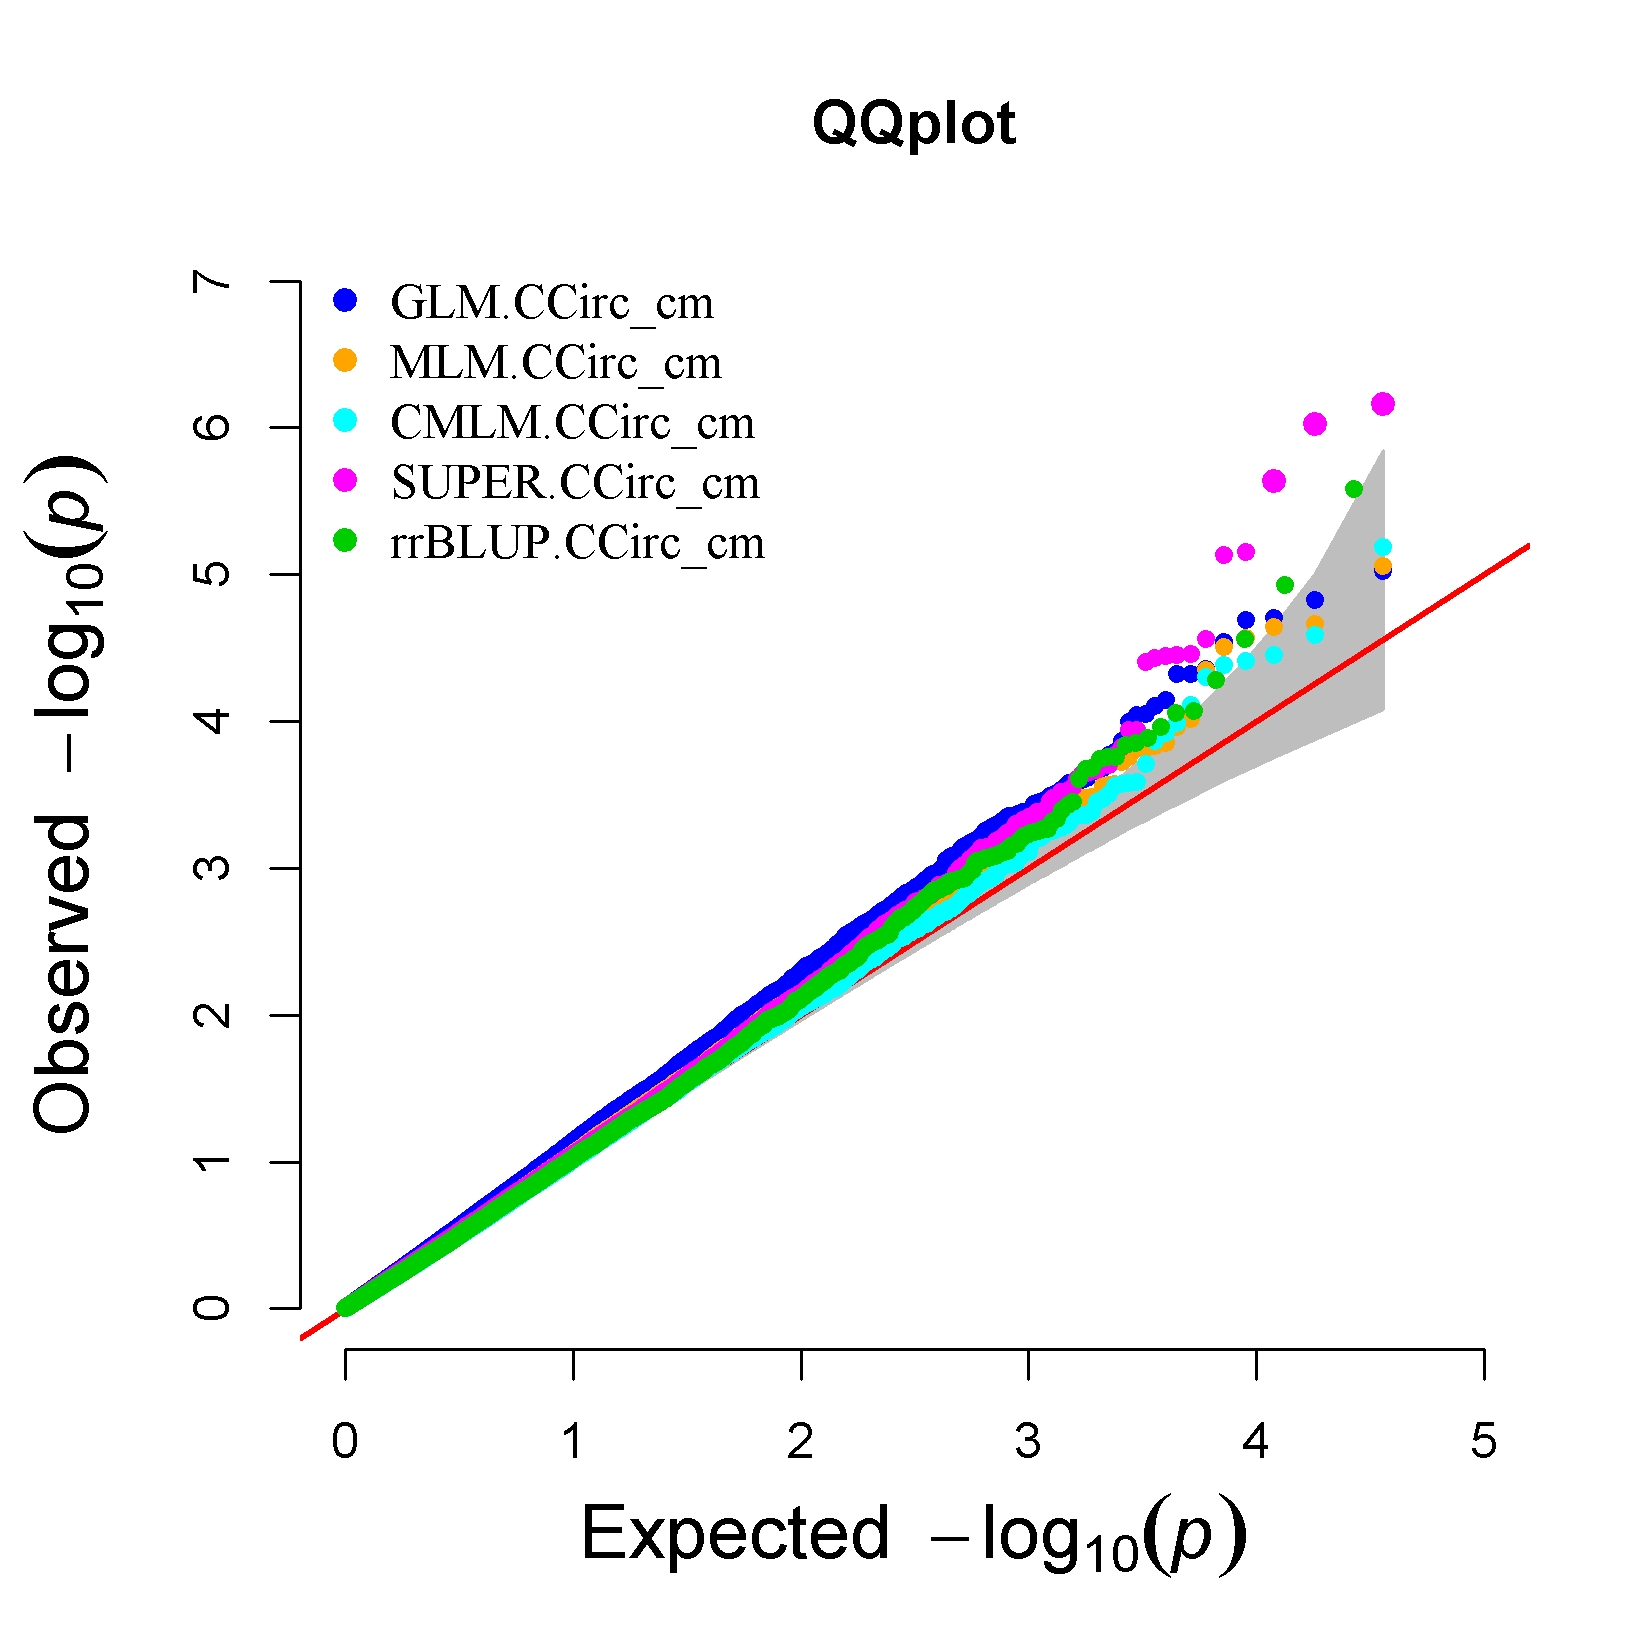 QQplot
GLM.CCirc_cm
MLM.CCirc_cm
CMLM.CCirc_cm
SUPER.CCirc_cm
rrBLUP.CCirc_cm
Observed −log₁₀(p)
7
6
5
4
3
2
1
0
0 1 2 3 4 5
Expected −log₁₀(p)